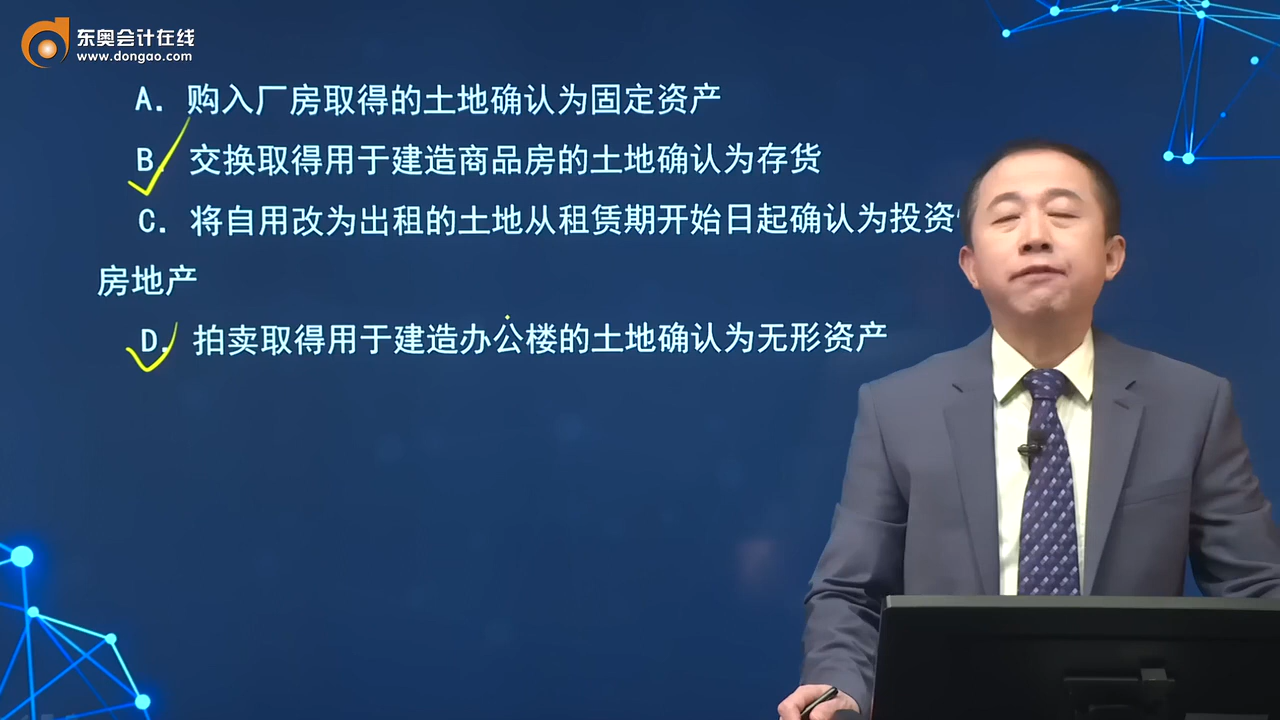 东奥会计在线
www.dongao.com
A. 购入厂房取得的土地确认为固定资产
B. 交换取得用于建造商品房的土地确认为存货
C. 将自用改为出租的土地从租赁期开始日起确认为投资
房地产
D. 拍卖取得用于建造办公楼的土地确认为无形资产